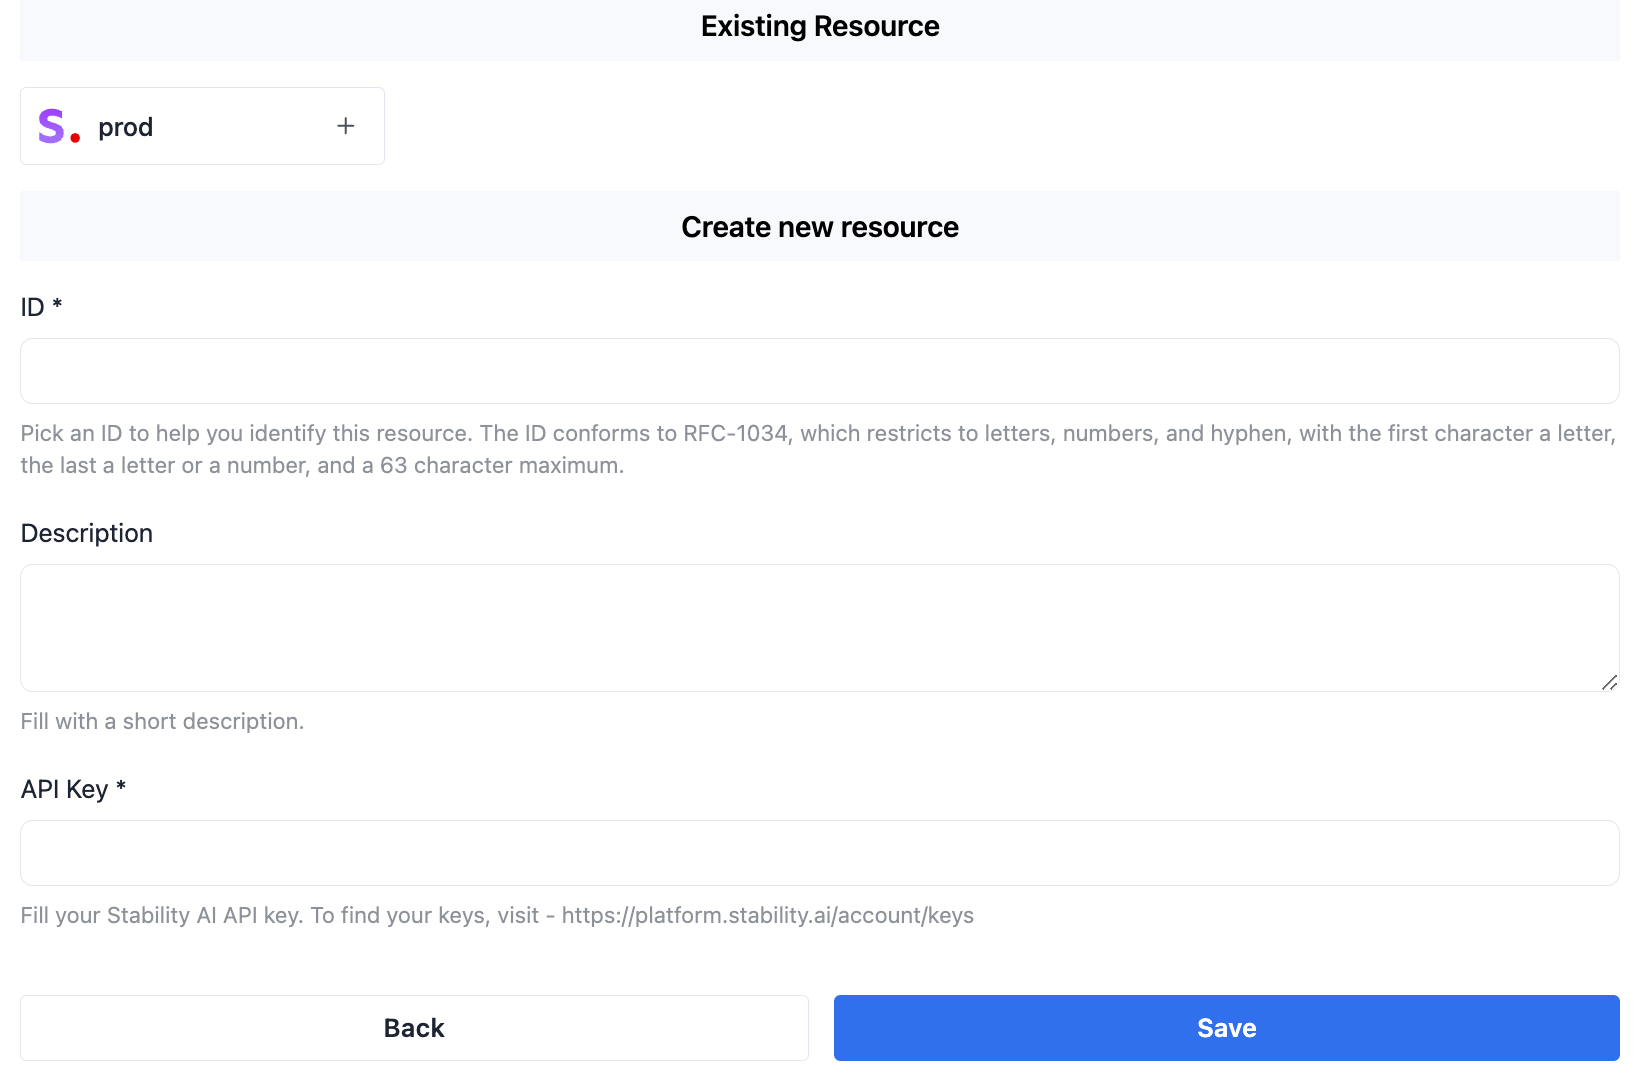 Existing Resource
S. prod +
Create new resource
ID *
Pick an ID to help you identify this resource. The ID conforms to RFC-1034, which restricts to letters, numbers, and hyphen, with the first character a letter,
the last a letter or a number, and a 63 character maximum.
Description
Fill with a short description.
API Key *
Fill your Stability AI API key. To find your keys, visit - https://platform.stability.ai/account/keys
Back
Save